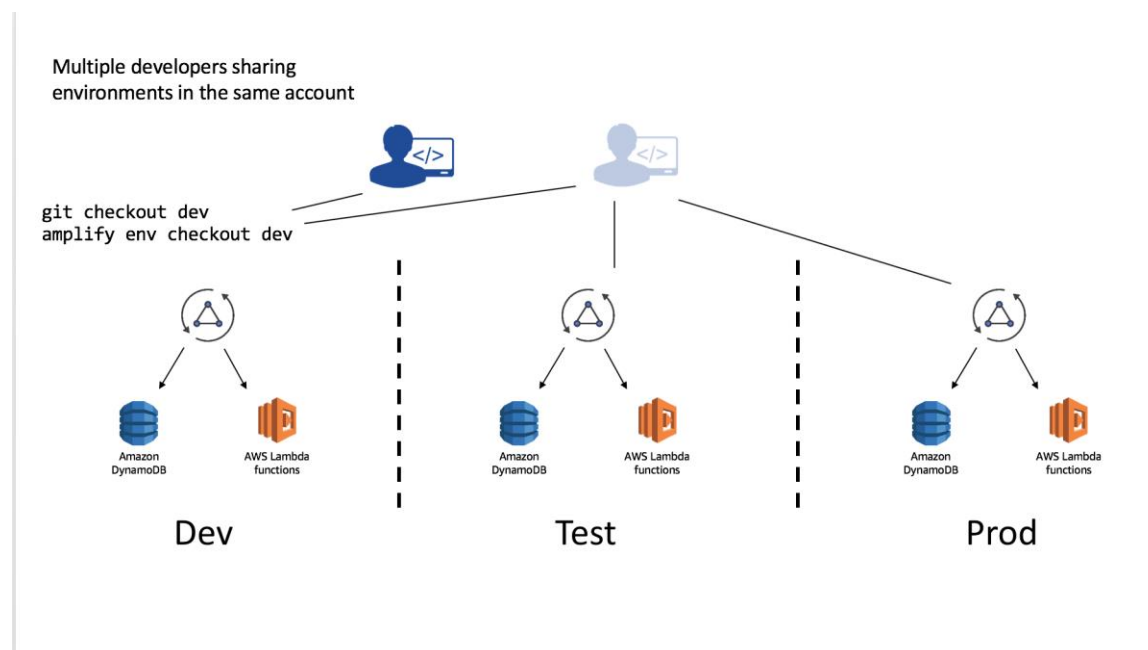 Multiple developers sharing
environments in the same account
</>
</>
git checkout dev
amplify env checkout dev
Amazon
DynamoDB
AWS Lambda
functions
Amazon
DynamoDB
AWS Lambda
functions
Amazon
DynamoDB
AWS Lambda
functions
Dev
Test
Prod